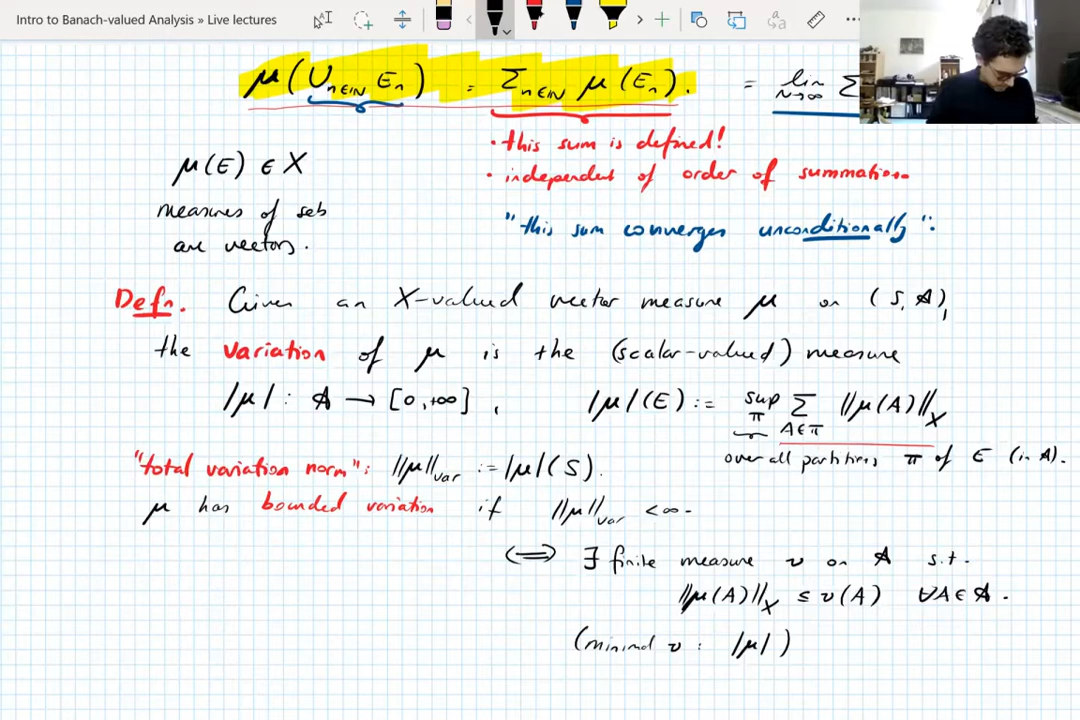 Intro to Banach-valued Analysis » Live lectures
μ(∪n∈ℕ En) = Σn∈ℕ μ(En). = lim N→∞ Σ
• this sum is defined!
• independent of order of summation.
μ(E) ∈ X
measures of sets
are vectors.
"this sum converges unconditionally":
Defn. Given an X-valued vector measure μ on (S, 𝒜),
the variation of μ is the (scalar-valued) measure
|μ|: 𝒜 → [0,+∞], |μ|(E) := sup π Σ A∈π ||μ(A)||X
over all partitions π of E (in 𝒜).
"total variation norm": ||μ||var := |μ|(S).
μ has bounded variation if ||μ||var < ∞.
⟺ ∃ finite measure ν on 𝒜 s.t.
||μ(A)||X ≤ ν(A) ∀A∈𝒜.
(minimal ν: |μ|)